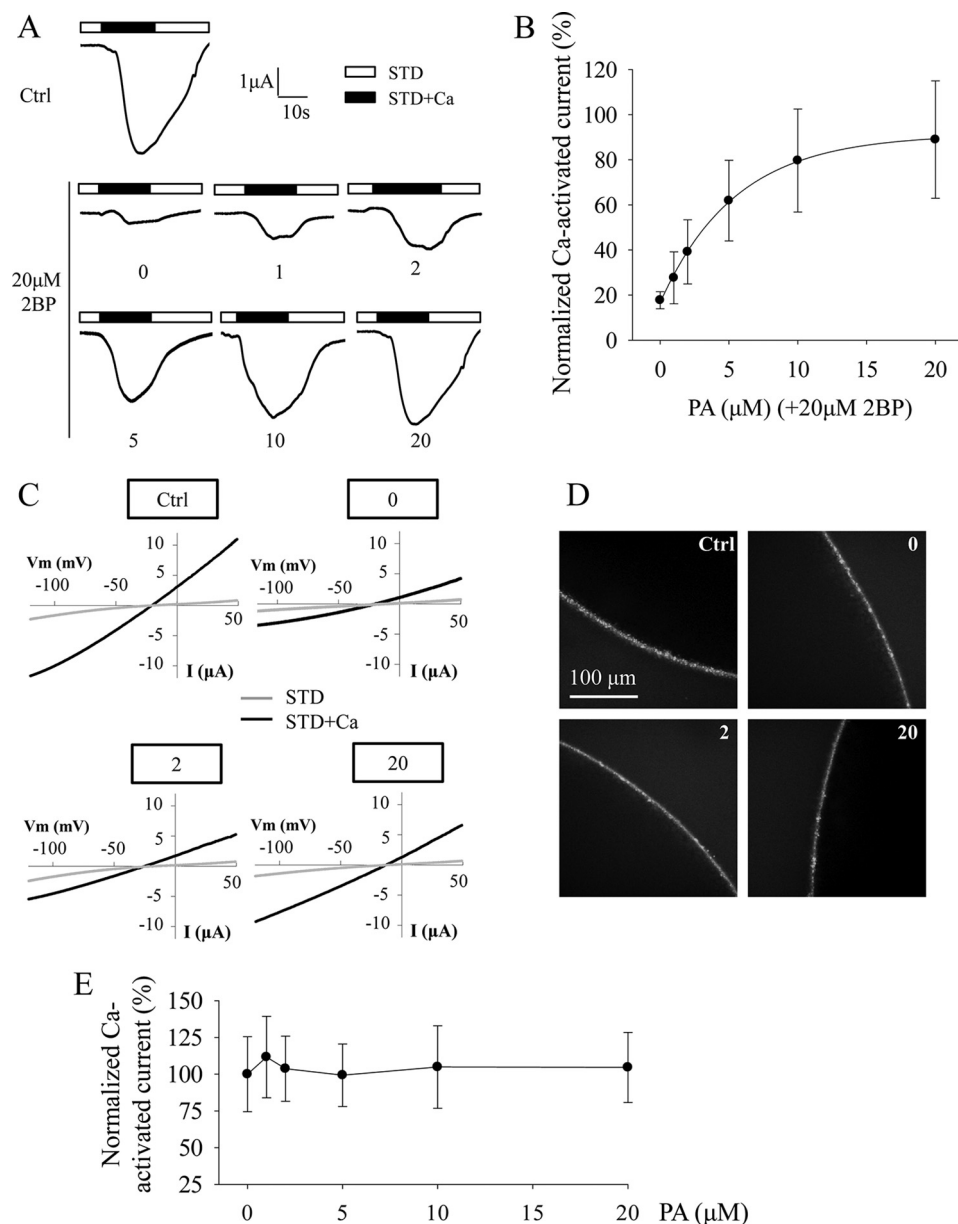 A
Ctrl
1μA
10s
STD
STD+Ca
20μM
2BP
0
1
2
5
10
20
B
Normalized Ca-activated current (%)
120
100
80
60
40
20
0
0 5 10 15 20
PA (μM) (+20μM 2BP)
C
Ctrl
Vm (mV)
-100
-50
50
10
5
-5
-10
I (μA)
0
Vm (mV)
-100
-50
50
10
5
-5
-10
I (μA)
STD
STD+Ca
2
Vm (mV)
-100
-50
50
10
5
-5
-10
I (μA)
20
Vm (mV)
-100
-50
50
10
5
-5
-10
I (μA)
D
Ctrl
100 μm
0
2
20
E
Normalized Ca-
activated current (%)
150
125
100
75
50
25
0 5 10 15 20 PA (μM)